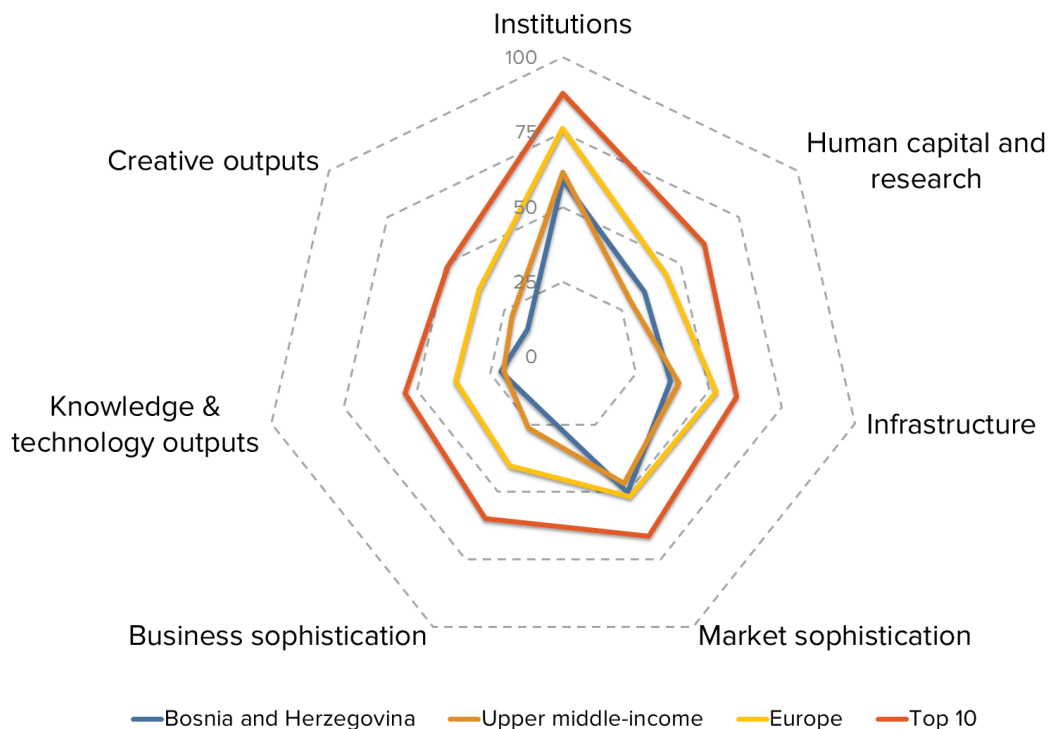 Institutions
100
Human capital and
research
Creative outputs
75
50
25
0
Knowledge &
technology outputs
Infrastructure
Business sophistication
Market sophistication
Bosnia and Herzegovina
Upper middle-income
Europe
Top 10